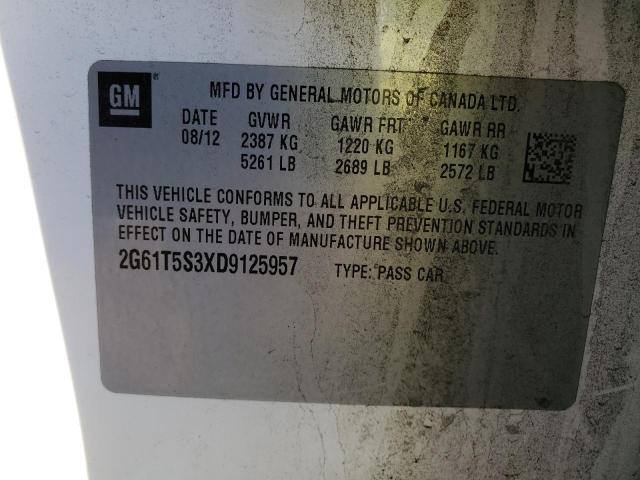 GM
MFD BY GENERAL MOTORS OF CANADA LTD.
DATE GVWR GAWR FRT GAWR RR
08/12 2387 KG 1220 KG 1167 KG
5261 LB 2689 LB 2572 LB
THIS VEHICLE CONFORMS TO ALL APPLICABLE U.S. FEDERAL MOTOR
VEHICLE SAFETY, BUMPER, AND THEFT PREVENTION STANDARDS IN
EFFECT ON THE DATE OF MANUFACTURE SHOWN ABOVE.
2G61T5S3XD9125957 TYPE: PASS CAR